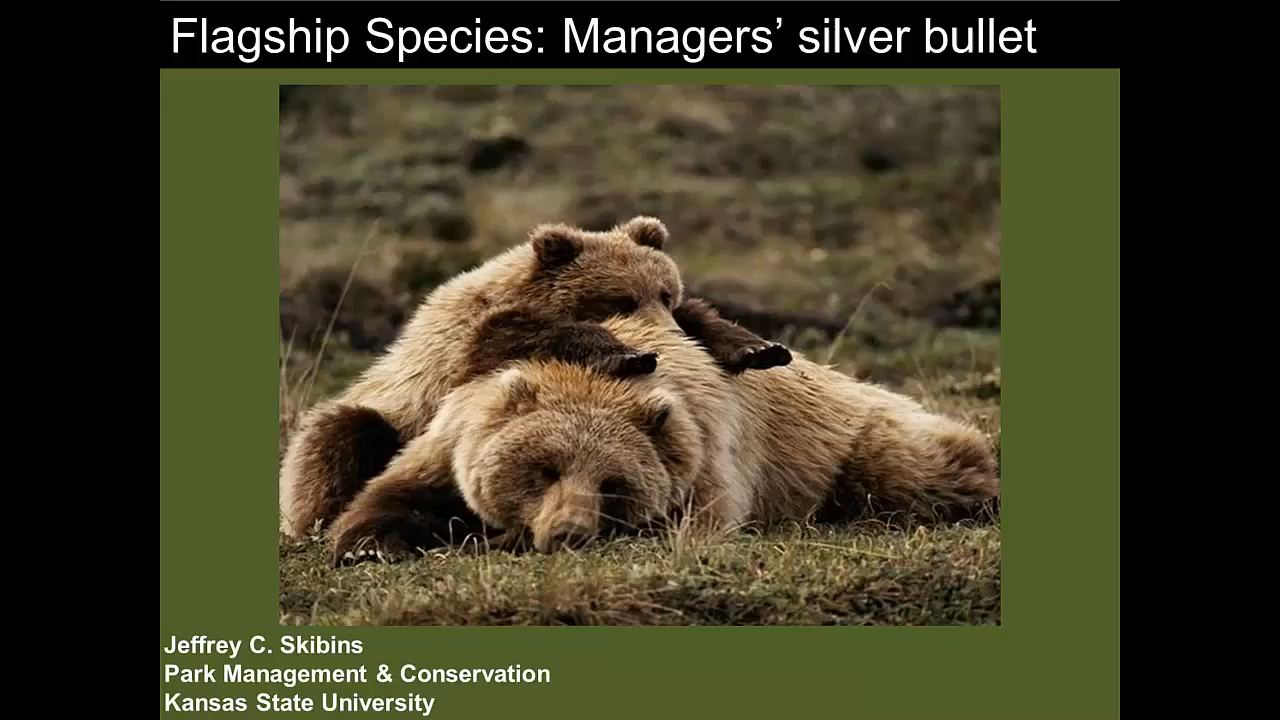 Flagship Species: Managers’ silver bullet
Jeffrey C. Skibins
Park Management & Conservation
Kansas State University